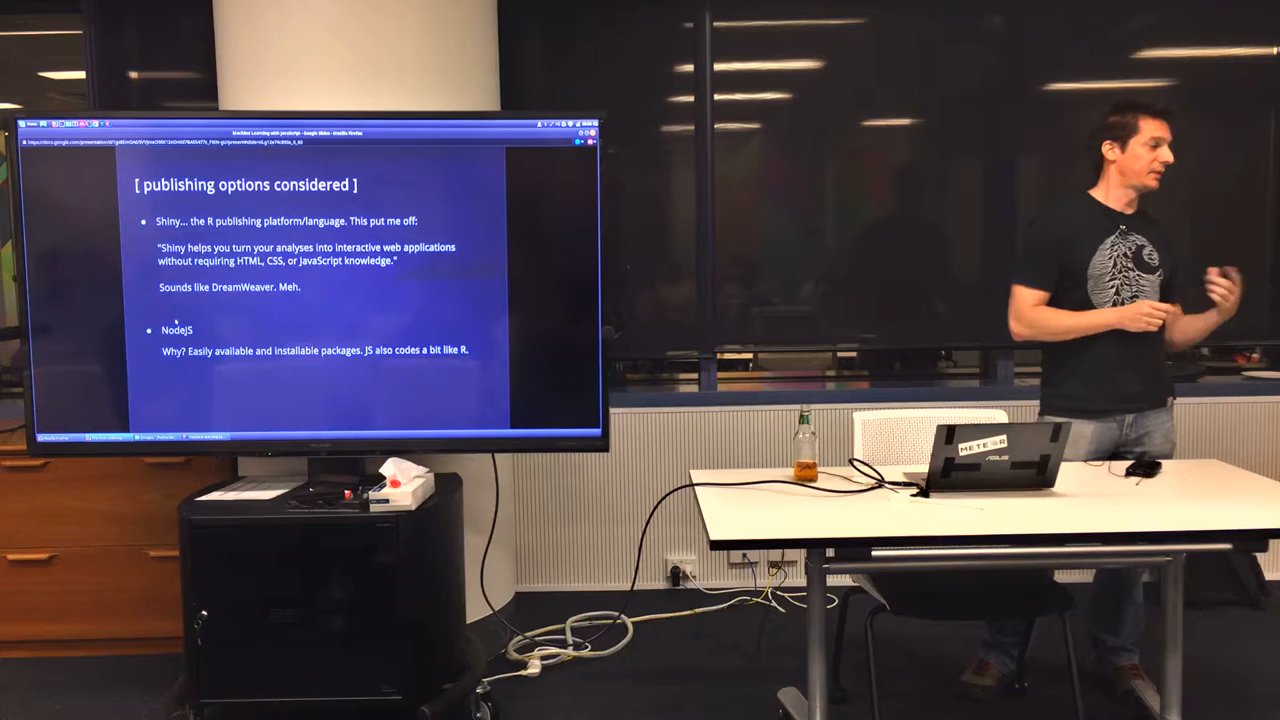 Machine Learning with JavaScript - Google Slides - Mozilla Firefox
[ publishing options considered ]
Shiny... the R publishing platform/language. This put me off:
"Shiny helps you turn your analyses into interactive web applications
without requiring HTML, CSS, or JavaScript knowledge."
Sounds like DreamWeaver. Meh.
NodeJS
Why? Easily available and installable packages. JS also codes a bit like R.
METEOR
ASUS